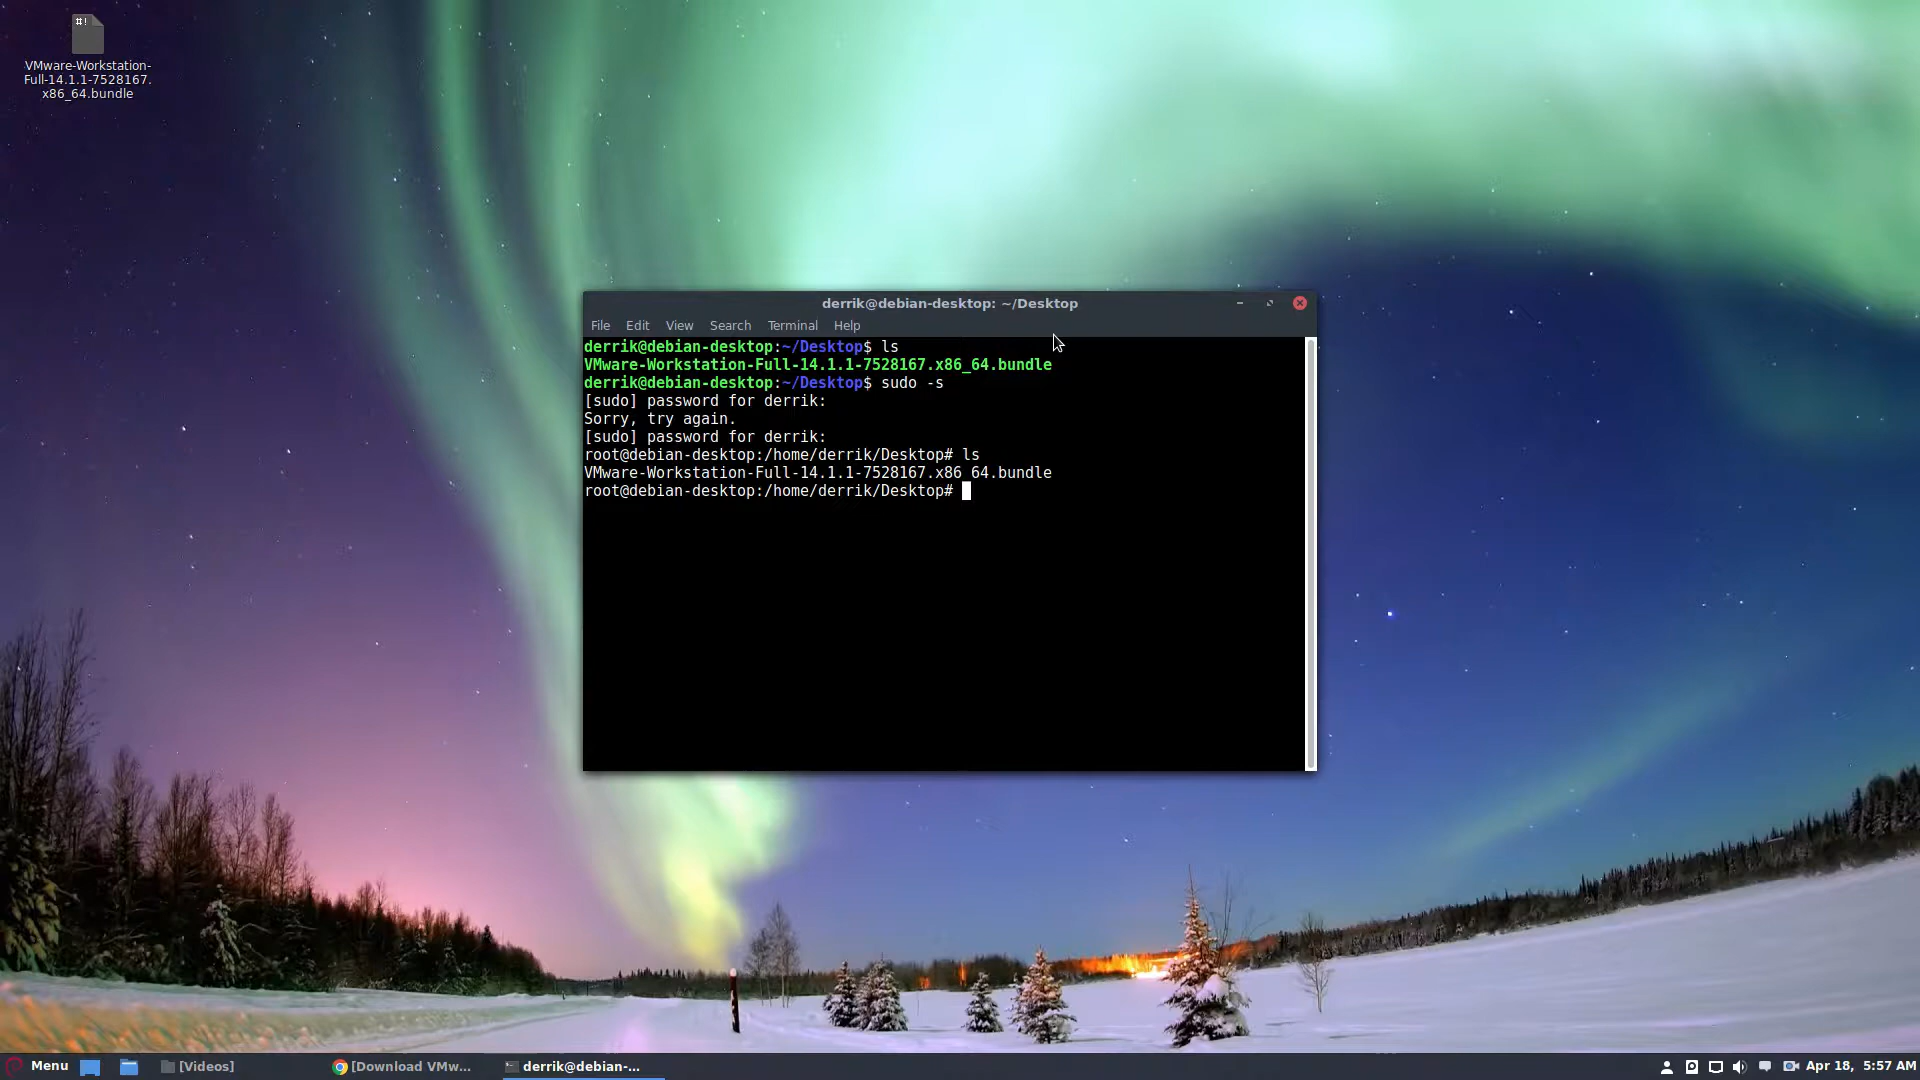 #!
VMware-Workstation-
Full-14.1.1-7528167.
x86_64.bundle
derrik@debian-desktop: ~/Desktop
File Edit View Search Terminal Help
derrik@debian-desktop:~/Desktop$ ls
VMware-Workstation-Full-14.1.1-7528167.x86_64.bundle
derrik@debian-desktop:~/Desktop$ sudo -s
[sudo] password for derrik:
Sorry, try again.
[sudo] password for derrik:
root@debian-desktop:/home/derrik/Desktop# ls
VMware-Workstation-Full-14.1.1-7528167.x86_64.bundle
root@debian-desktop:/home/derrik/Desktop#
Menu [Videos] [Download VMw... derrik@debian-... Apr 18, 5:57 AM